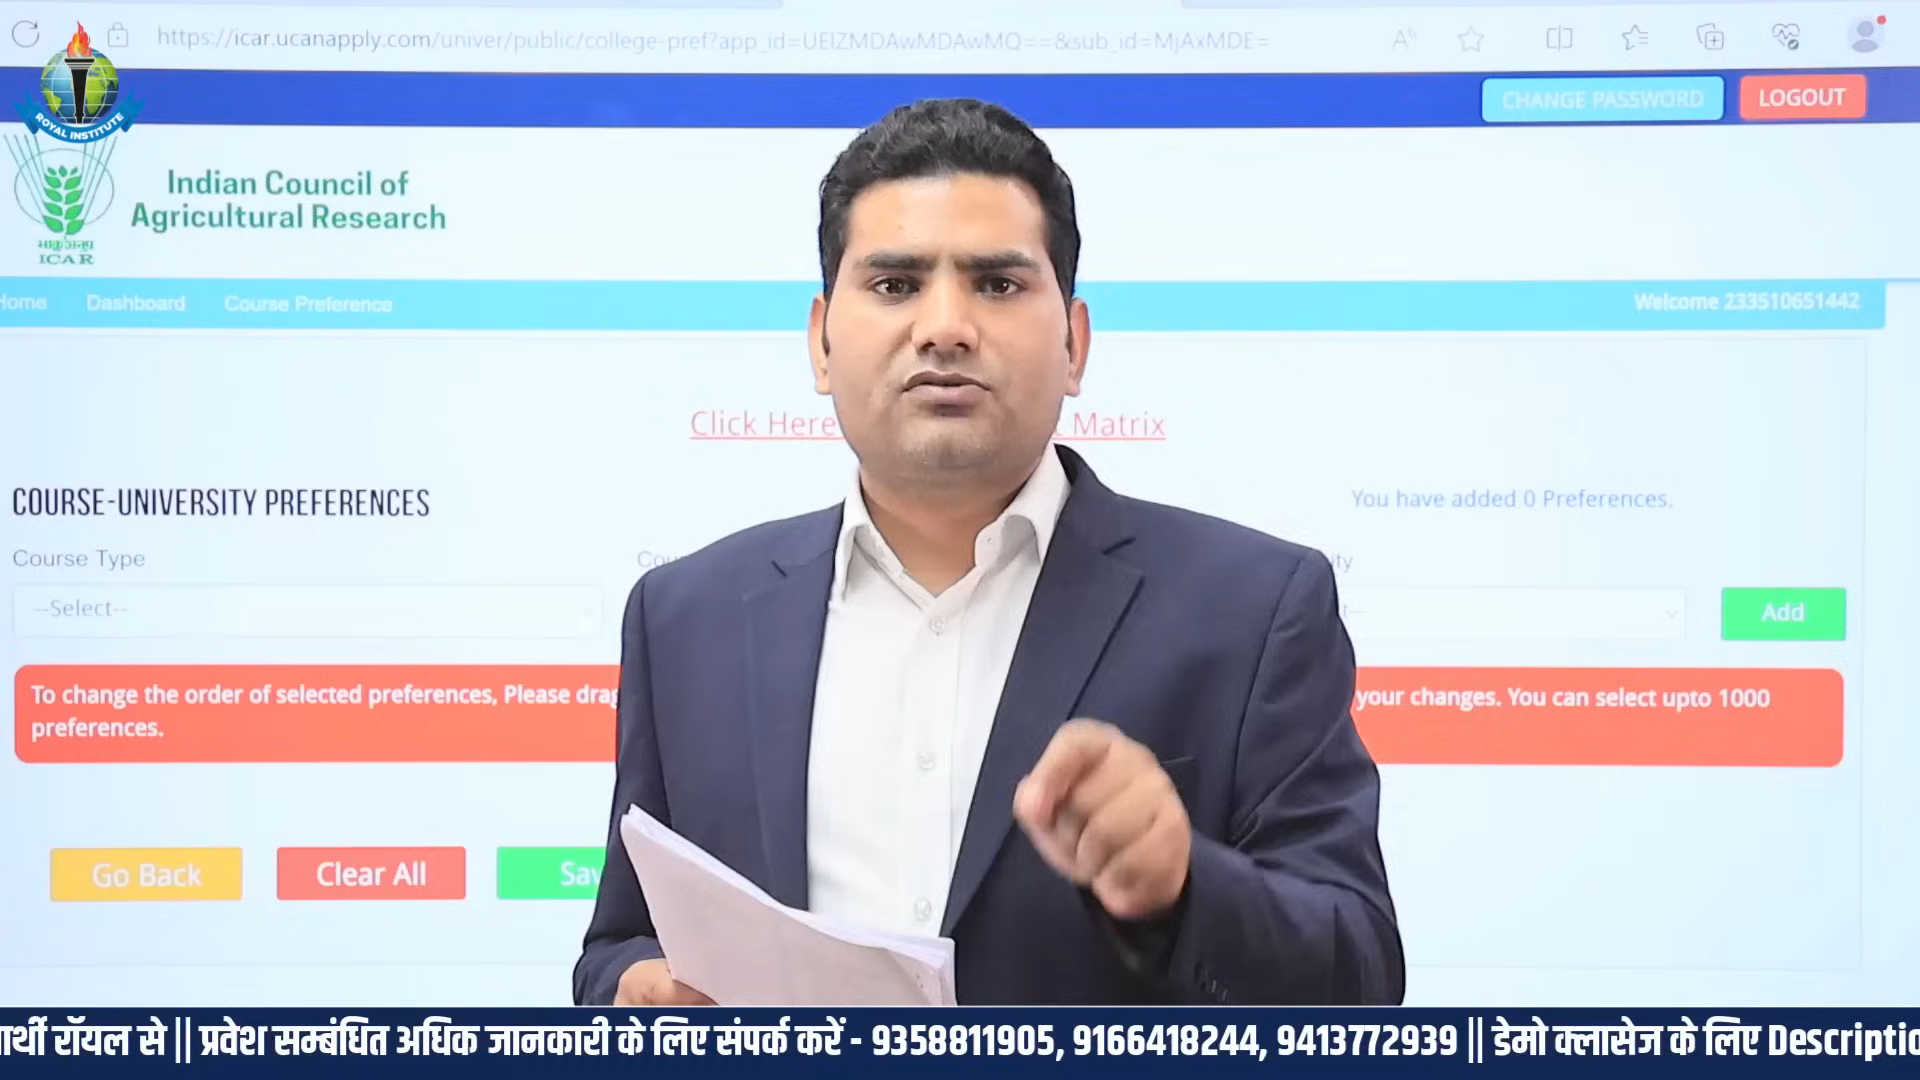 https://icar.ucanapply.com/univer/public/college-pref?app_id=UElZMDAwMDAwMQ==&sub_id=MjAxMDE=
ROYAL INSTITUTE
CHANGE PASSWORD
LOGOUT
Indian Council of
Agricultural Research
भाकृअनुप
ICAR
Home
Dashboard
Course Preference
Welcome 233510651442
Click Here
Matrix
COURSE-UNIVERSITY PREFERENCES
You have added 0 Preferences.
Course Type
--Select--
Add
To change the order of selected preferences, Please drag
your changes. You can select upto 1000
preferences.
Go Back
Clear All
रॉयल से || प्रवेश सम्बंधित अधिक जानकारी के लिए संपर्क करें - 9358811905, 9166418244, 9413772939 || डेमो क्लासेज के लिए Descriptio